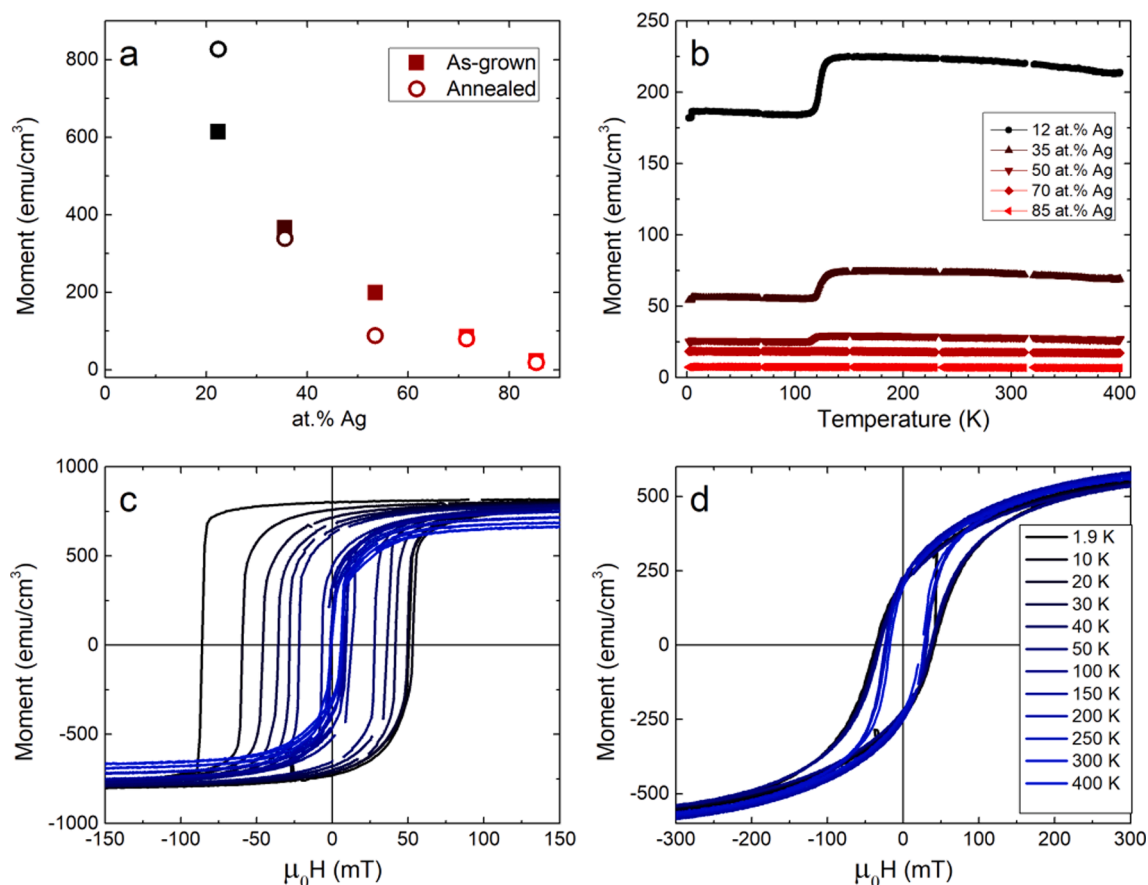 a
As-grown
Annealed
Moment (emu/cm³)
800
600
400
200
0
0
20
40
60
80
at.% Ag
b
12 at.% Ag
35 at.% Ag
50 at.% Ag
70 at.% Ag
85 at.% Ag
Moment (emu/cm³)
250
225
200
175
150
125
100
75
50
25
0
0
100
200
300
400
Temperature (K)
c
Moment (emu/cm³)
1000
500
0
-500
-1000
-150
-100
-50
0
50
100
150
μ₀H (mT)
d
1.9 K
10 K
20 K
30 K
40 K
50 K
100 K
150 K
200 K
250 K
300 K
400 K
Moment (emu/cm³)
500
250
0
-250
-500
-300
-200
-100
0
100
200
300
μ₀H (mT)